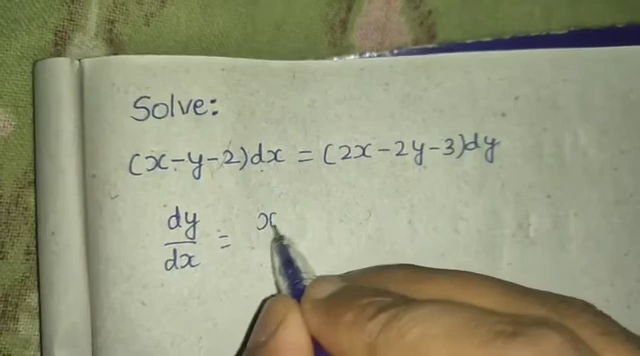 Solve:
(x-y-2)dx = (2x-2y-3)dy
dy/dx = x